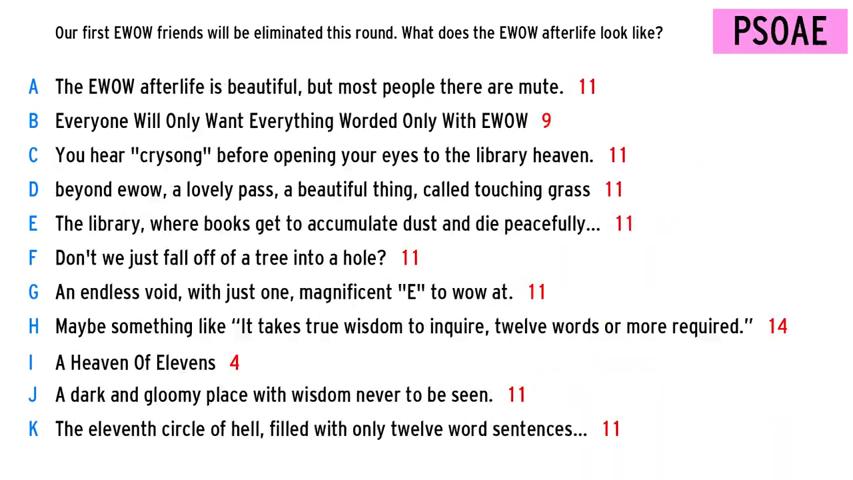 Our first EWOW friends will be eliminated this round. What does the EWOW afterlife look like?
PSOAE
A The EWOW afterlife is beautiful, but most people there are mute. 11
B Everyone Will Only Want Everything Worded Only With EWOW 9
C You hear "crysong" before opening your eyes to the library heaven. 11
D beyond ewow, a lovely pass, a beautiful thing, called touching grass 11
E The library, where books get to accumulate dust and die peacefully... 11
F Don't we just fall off of a tree into a hole? 11
G An endless void, with just one, magnificent "E" to wow at. 11
H Maybe something like “It takes true wisdom to inquire, twelve words or more required.” 14
I A Heaven Of Elevens 4
J A dark and gloomy place with wisdom never to be seen. 11
K The eleventh circle of hell, filled with only twelve word sentences... 11